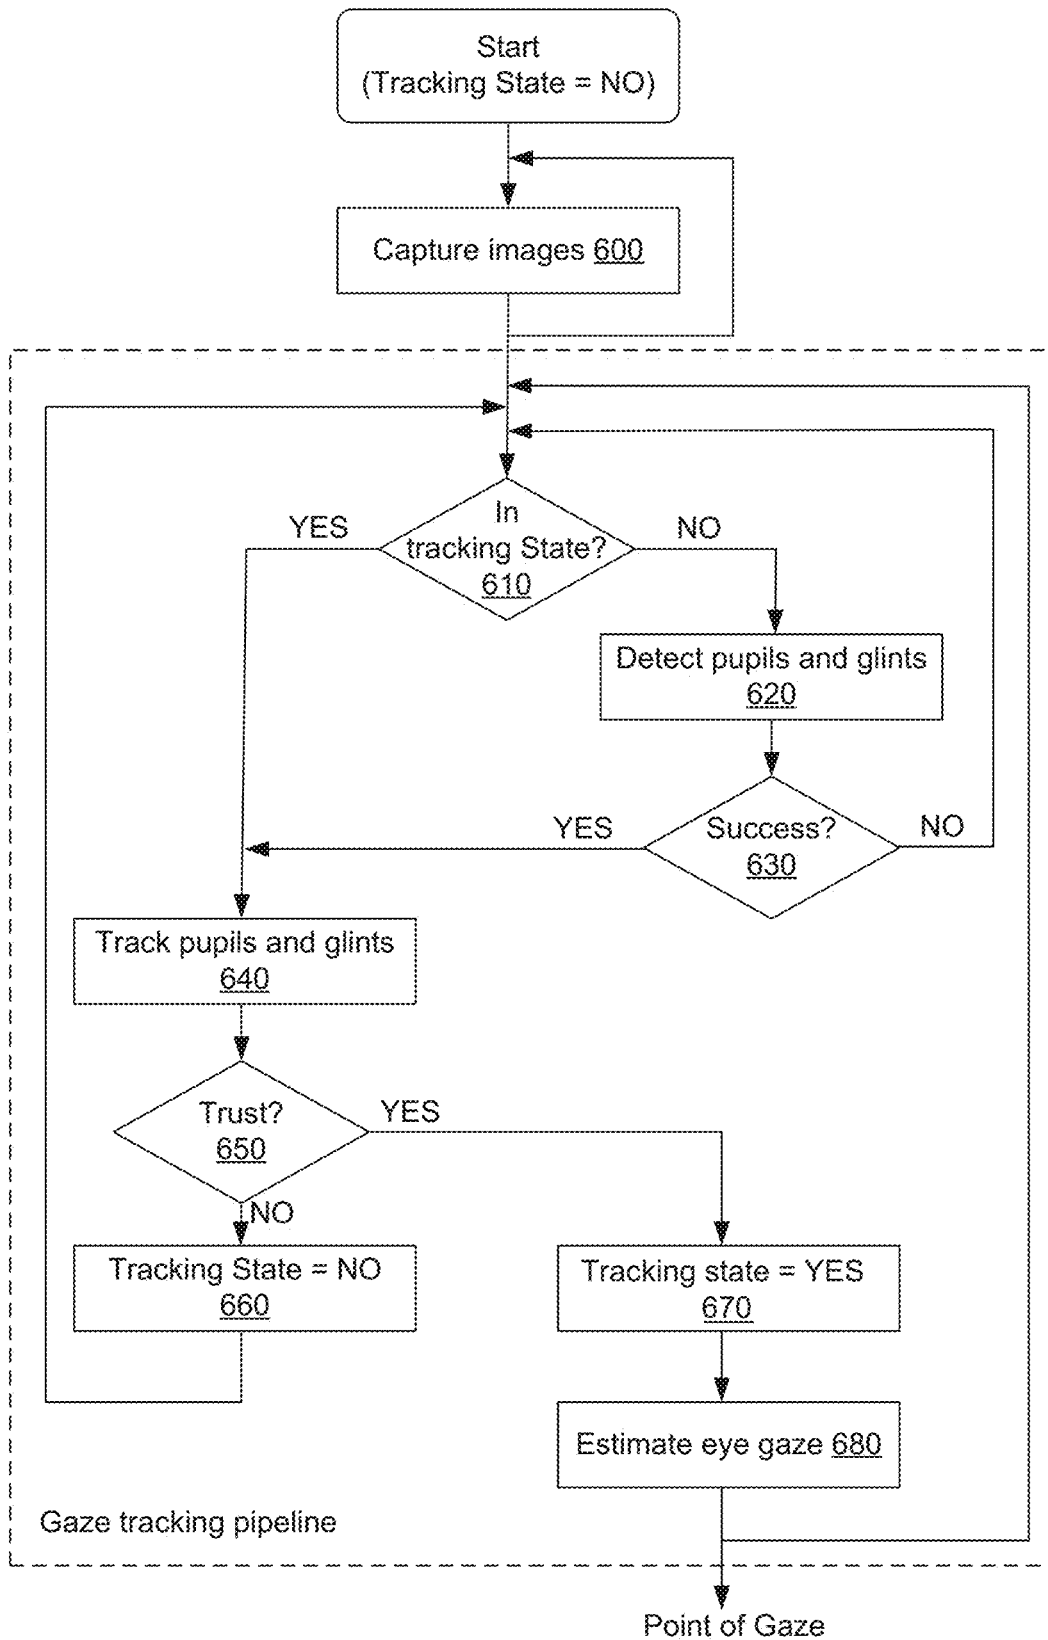 Start
(Tracking State = NO)
Capture images 600
In
tracking State?
610
YES
NO
Detect pupils and glints
620
Success?
630
YES
NO
Track pupils and glints
640
Trust?
650
YES
NO
Tracking State = NO
660
Tracking state = YES
670
Estimate eye gaze 680
Gaze tracking pipeline
Point of Gaze